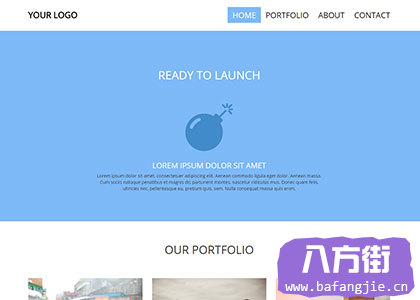 YOUR LOGO
HOME PORTFOLIO ABOUT CONTACT
READY TO LAUNCH
LOREM IPSUM DOLOR SIT AMET
Lorem ipsum dolor sit amet, consectetuer adipiscing elit. Aenean commodo ligula eget dolor. Aenean massa.
Cum sociis natoque penatibus et magnis dis parturient montes, nascetur ridiculus mus. Donec quam felis,
ultricies nec, pellentesque eu, pretium quis, sem. Nulla consequat massa quis enim.
OUR PORTFOLIO
八方街
www.bafangjie.cn